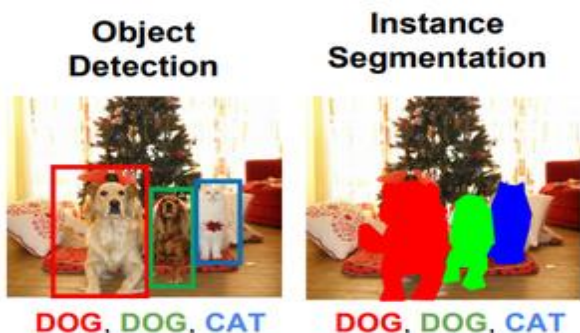 Object
Detection
Instance
Segmentation
DOG, DOG, CAT
DOG, DOG, CAT